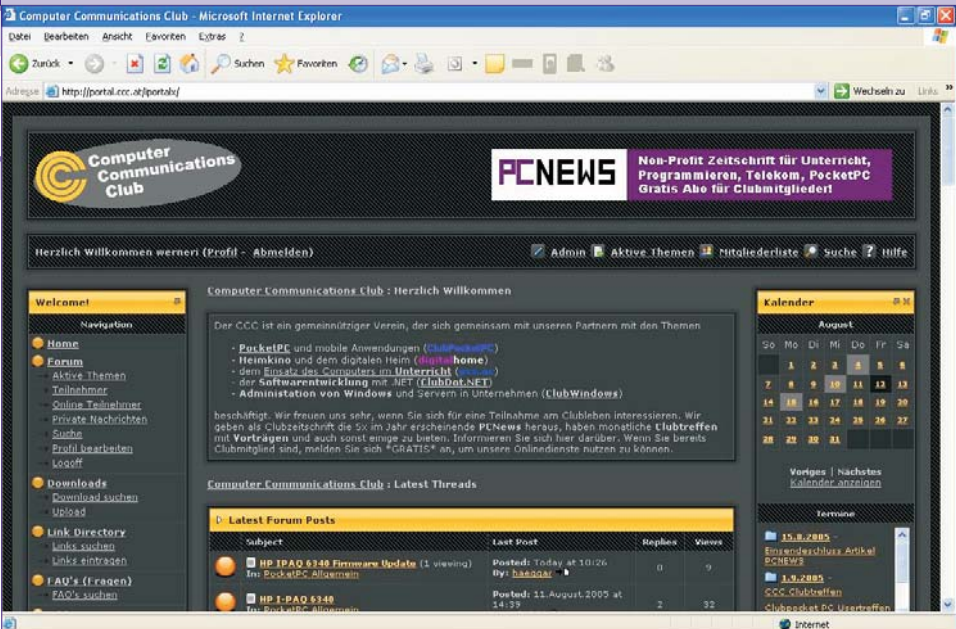 Computer Communications Club - Microsoft Internet Explorer
Datei Bearbeiten Ansicht Favoriten Extras ?
Zurück Suchen Favoriten
Adresse http://portal.ccc.at/iportalx/ Wechseln zu Links »
Computer
Communications
Club
PCNEWS
Non-Profit Zeitschrift für Unterricht,
Programmieren, Telekom, PocketPC
Gratis Abo für Clubmitglieder!
Herzlich Willkommen werneri (Profil - Abmelden)
Admin Aktive Themen Mitgliederliste Suche ? Hilfe
Welcome!
Navigation
Home
Forum
Aktive Themen
Teilnehmer
Online Teilnehmer
Private Nachrichten
Suche
Profil bearbeiten
Logoff
Downloads
Download suchen
Upload
Link Directory
Links suchen
Links eintragen
FAQ's (Fragen)
FAQ's suchen
Computer Communications Club : Herzlich Willkommen
Der CCC ist ein gemeinnütziger Verein, der sich gemeinsam mit unseren Partnern mit den Themen
- PocketPC und mobile Anwendungen (ClubPocketPC)
- Heimkino und dem digitalen Heim (digitalhome)
- dem Einsatz des Computers im Unterricht
- der Softwarentwicklung mit .NET (ClubDot.NET)
- Administation von Windows und Servern in Unternehmen (ClubWindows)
beschäftigt. Wir freuen uns sehr, wenn Sie sich für eine Teilnahme am Clubleben interessieren. Wir
geben als Clubzeitschrift die 5x im Jahr erscheinende PCNews heraus, haben monatliche Clubtreffen
mit Vorträgen und auch sonst einige zu bieten. Informieren Sie sich hier darüber. Wenn Sie bereits
Clubmitglied sind, melden Sie sich *GRATIS* an, um unsere Onlinedienste nutzen zu können.
Computer Communications Club : Latest Threads
Latest Forum Posts
Subject Last Post Replies Views
HP IPAQ 6340 Firmware Update (1 viewing)
In: PocketPC Allgemein
Posted: Today at 10:26
By: haeggar
0 9
HP I-PAQ 6340
In: PocketPC Allgemein
Posted: 11.August.2005 at
14:39
2 32
Kalender
August
So Mo Di Mi Do Fr Sa
1 2 3 4 5 6
7 8 9 10 11 12 13
14 15 16 17 18 19 20
21 22 23 24 25 26 27
28 29 30 31
Voriges | Nächstes
Kalender anzeigen
Termine
15.8.2005 -
Einsendeschluss Artikel
PCNEWS
1.9.2005 -
CCC Clubtreffen
Clubpocket PC Usertreffen
Internet